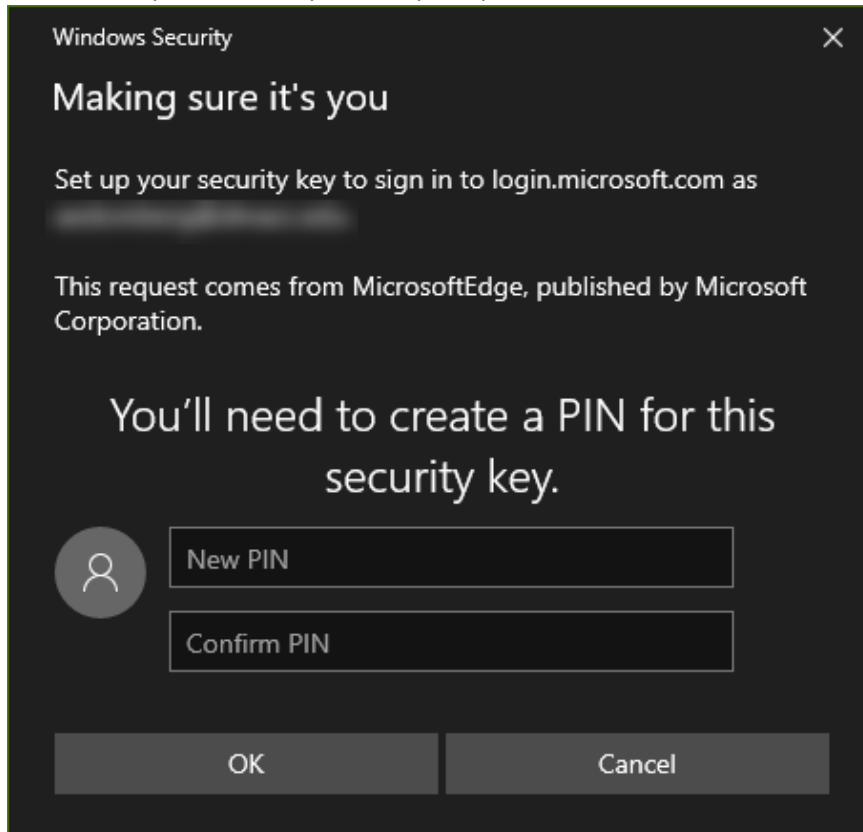 Windows Security
Making sure it's you
Set up your security key to sign in to login.microsoft.com as
This request comes from MicrosoftEdge, published by Microsoft
Corporation.
You’ll need to create a PIN for this
security key.
New PIN
Confirm PIN
OK
Cancel